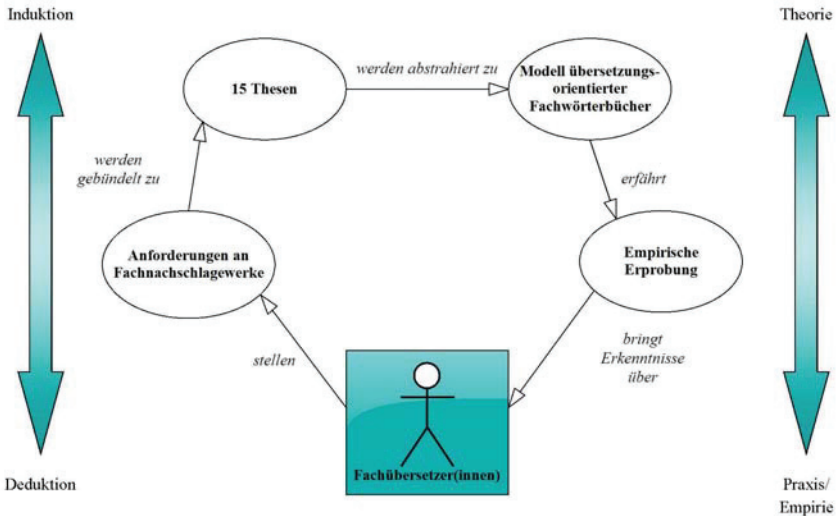 Induktion
Theorie
15 Thesen
werden abstrahiert zu
Modell übersetzungs-
orientierter
Fachwörterbücher
werden
gebündelt zu
erfährt
Anforderungen an
Fachnachschlagewerke
Empirische
Erprobung
stellen
bringt
Erkenntnisse
über
Fachübersetzer(innen)
Deduktion
Praxis/
Empirie